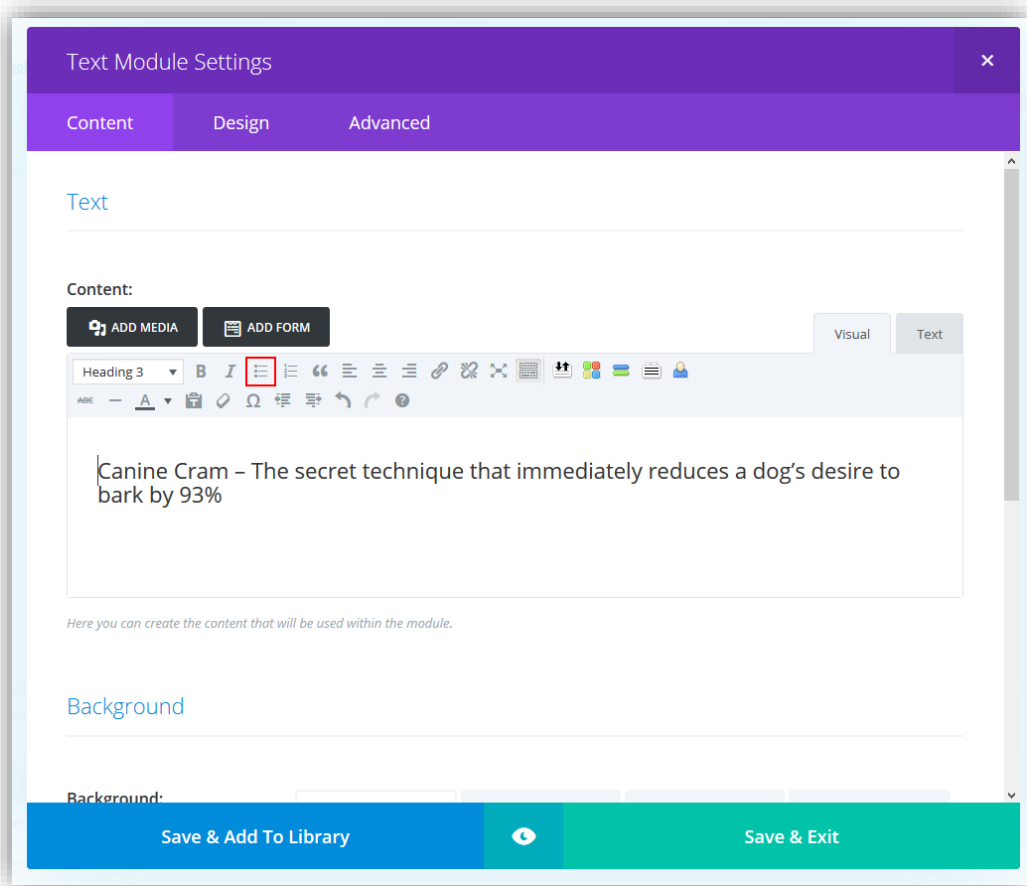 Text Module Settings
Content Design Advanced
Text
Content:
ADD MEDIA ADD FORM
Visual Text
Heading 3 B I
ABC A Ω
Canine Cram – The secret technique that immediately reduces a dog’s desire to
bark by 93%
Here you can create the content that will be used within the module.
Background
Background:
Save & Add To Library Save & Exit